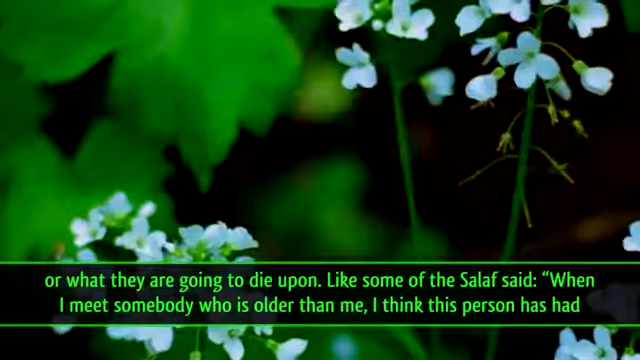 or what they are going to die upon. Like some of the Salaf said: “When
I meet somebody who is older than me, I think this person has had